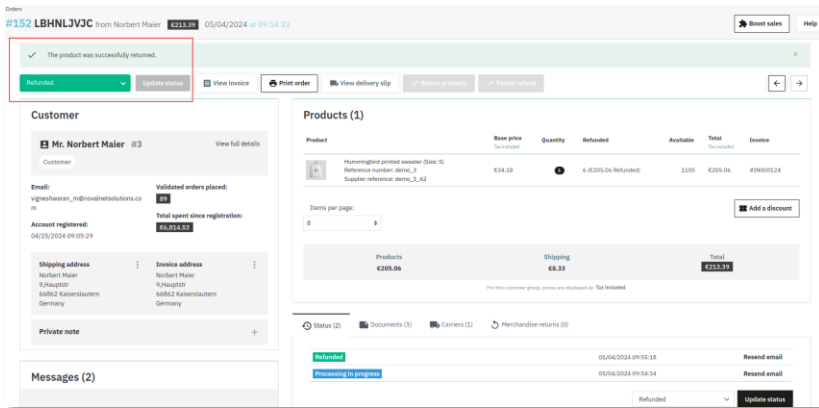 Orders
#152 LBHNLJVJC from Norbert Maier €213.39 05/04/2024 at 09:54:33
Boost sales
Help
The product was successfully returned.
Refunded
Update status
View invoice
Print order
View delivery slip
Return products
Partial refund
Customer
Mr. Norbert Maier #3
View full details
Customer
Email:
vigneshwaran_m@novalnetsolutions.co
m
Account registered:
04/25/2024 09:05:29
Validated orders placed:
89
Total spent since registration:
€6,814.53
Shipping address
Norbert Maier
9,Hauptstr
66862 Kaiserslautern
Germany
Invoice address
Norbert Maier
9,Hauptstr
66862 Kaiserslautern
Germany
Private note
Messages (2)
Products (1)
Product
Base price
Tax included
Quantity
Refunded
Available
Total
Tax included
Invoice
Hummingbird printed sweater (Size: S)
Reference number: demo_3
Supplier reference: demo_3_62
€34.18
6
6 (€205.06 Refunded)
1105
€205.06
#IN000124
Items per page:
8
Add a discount
Products
€205.06
Shipping
€8.33
Total
€213.39
For this customer group, prices are displayed as: Tax included
Status (2)
Documents (3)
Carriers (1)
Merchandise returns (0)
Refunded
05/04/2024 09:55:18
Resend email
Processing in progress
05/04/2024 09:54:34
Resend email
Refunded
Update status